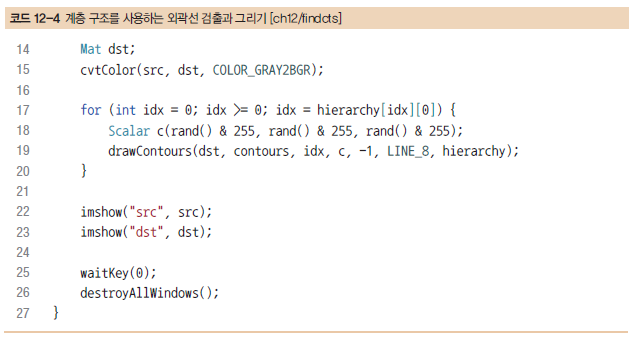 코드 12-4 계층 구조를 사용하는 외곽선 검출과 그리기 [ch12/findcts]
14 Mat dst;
15 cvtColor(src, dst, COLOR_GRAY2BGR);
16
17 for (int idx = 0; idx >= 0; idx = hierarchy[idx][0]) {
18 Scalar c(rand() & 255, rand() & 255, rand() & 255);
19 drawContours(dst, contours, idx, c, -1, LINE_8, hierarchy);
20 }
21
22 imshow("src", src);
23 imshow("dst", dst);
24
25 waitKey(0);
26 destroyAllWindows();
27 }